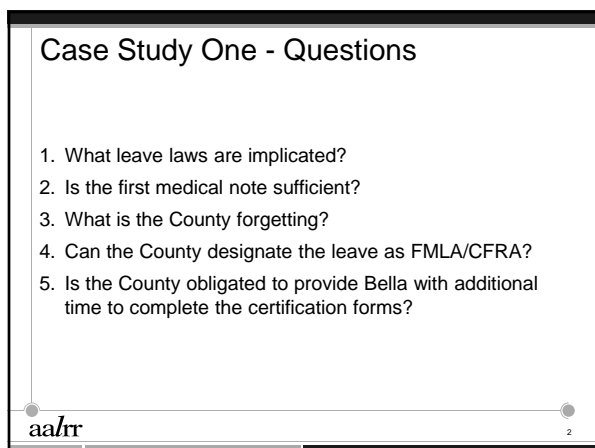 Case Study One - Questions
1. What leave laws are implicated?
2. Is the first medical note sufficient?
3. What is the County forgetting?
4. Can the County designate the leave as FMLA/CFRA?
5. Is the County obligated to provide Bella with additional
time to complete the certification forms?
aalrr
2